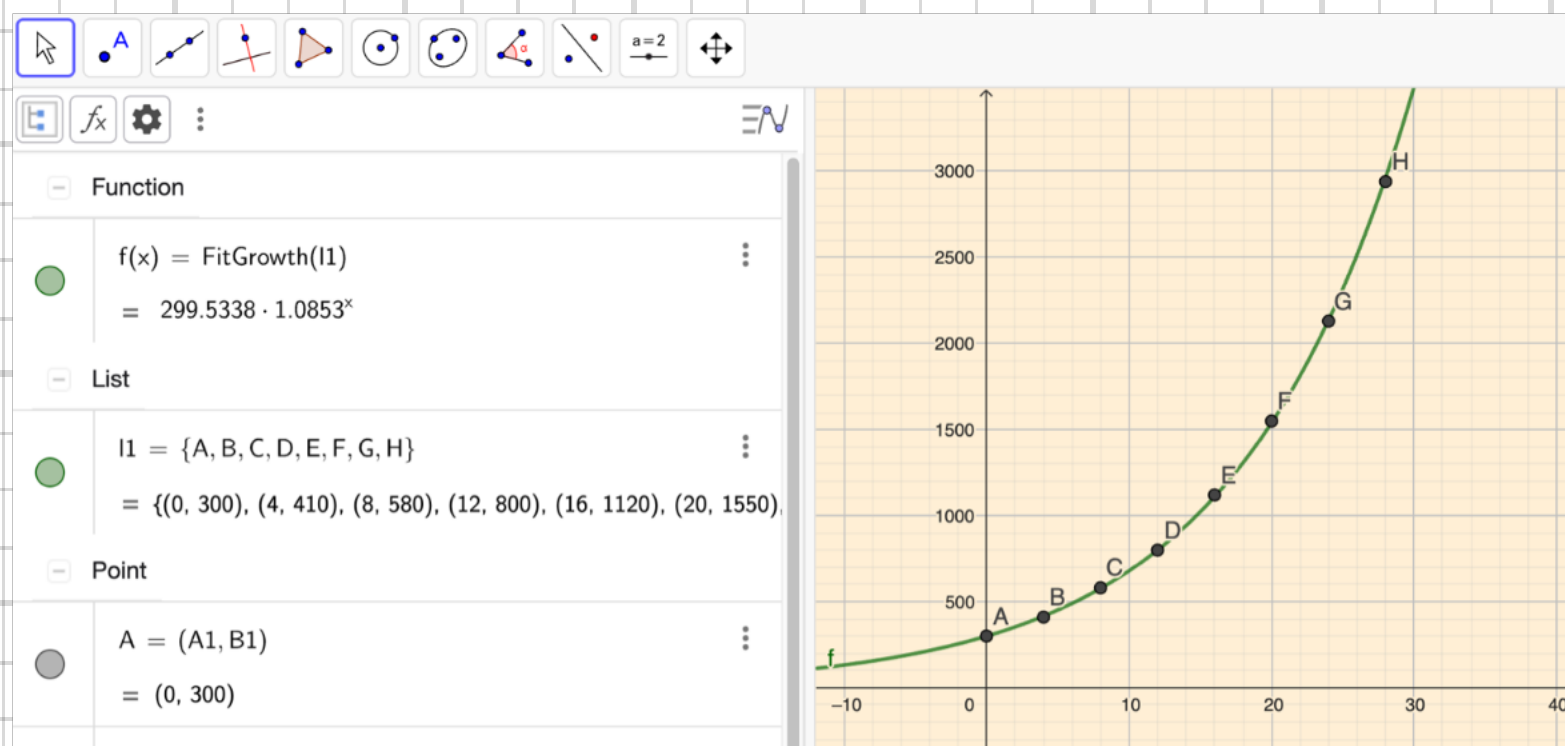 A
α
a=2
fx
Function
f(x) = FitGrowth(l1)
= 299.5338 · 1.0853ˣ
List
l1 = {A, B, C, D, E, F, G, H}
= {(0, 300), (4, 410), (8, 580), (12, 800), (16, 1120), (20, 1550),
Point
A = (A1, B1)
= (0, 300)
3000
2500
2000
1500
1000
500
−10
0
10
20
30
40
H
G
F
E
D
C
B
A
f